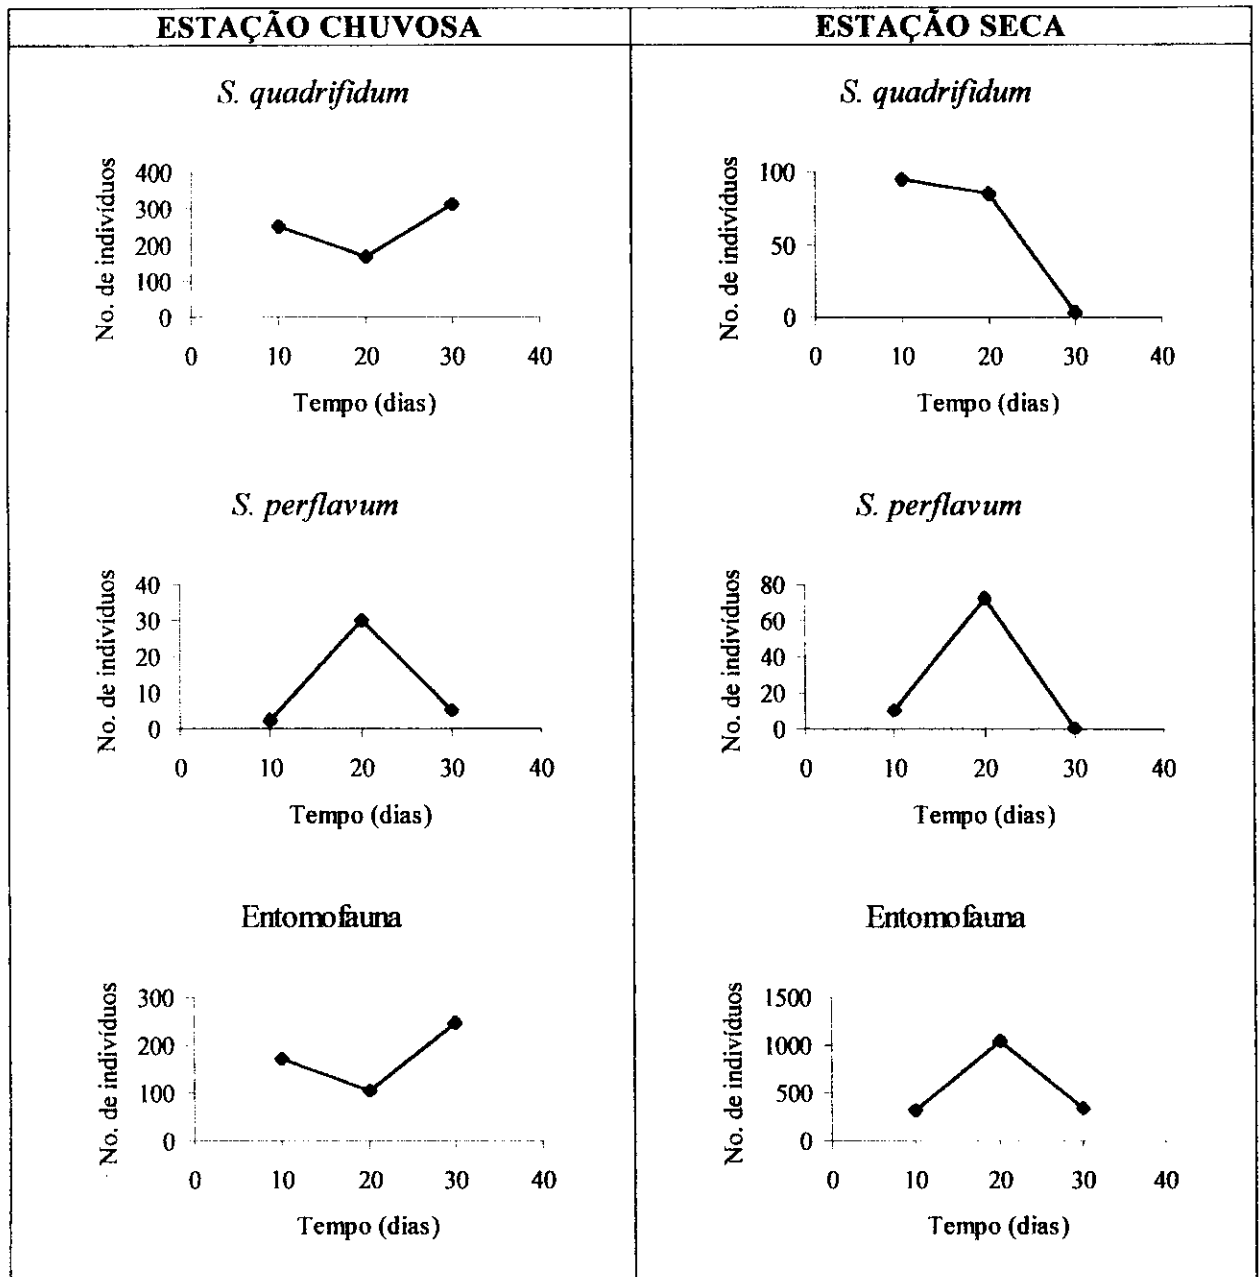 ESTAÇÃO CHUVOSA
ESTAÇÃO SECA
S. quadrifidum
No. de indivíduos
400
300
200
100
0
0 10 20 30 40
Tempo (dias)
S. quadrifidum
No. de indivíduos
100
50
0
0 10 20 30 40
Tempo (dias)
S. perflavum
No. de indivíduos
40
30
20
10
0
0 10 20 30 40
Tempo (dias)
S. perflavum
No. de indivíduos
80
60
40
20
0
0 10 20 30 40
Tempo (dias)
Entomofauna
No. de indivíduos
300
200
100
0
0 10 20 30 40
Tempo (dias)
Entomofauna
No. de indivíduos
1500
1000
500
0
0 10 20 30 40
Tempo (dias)